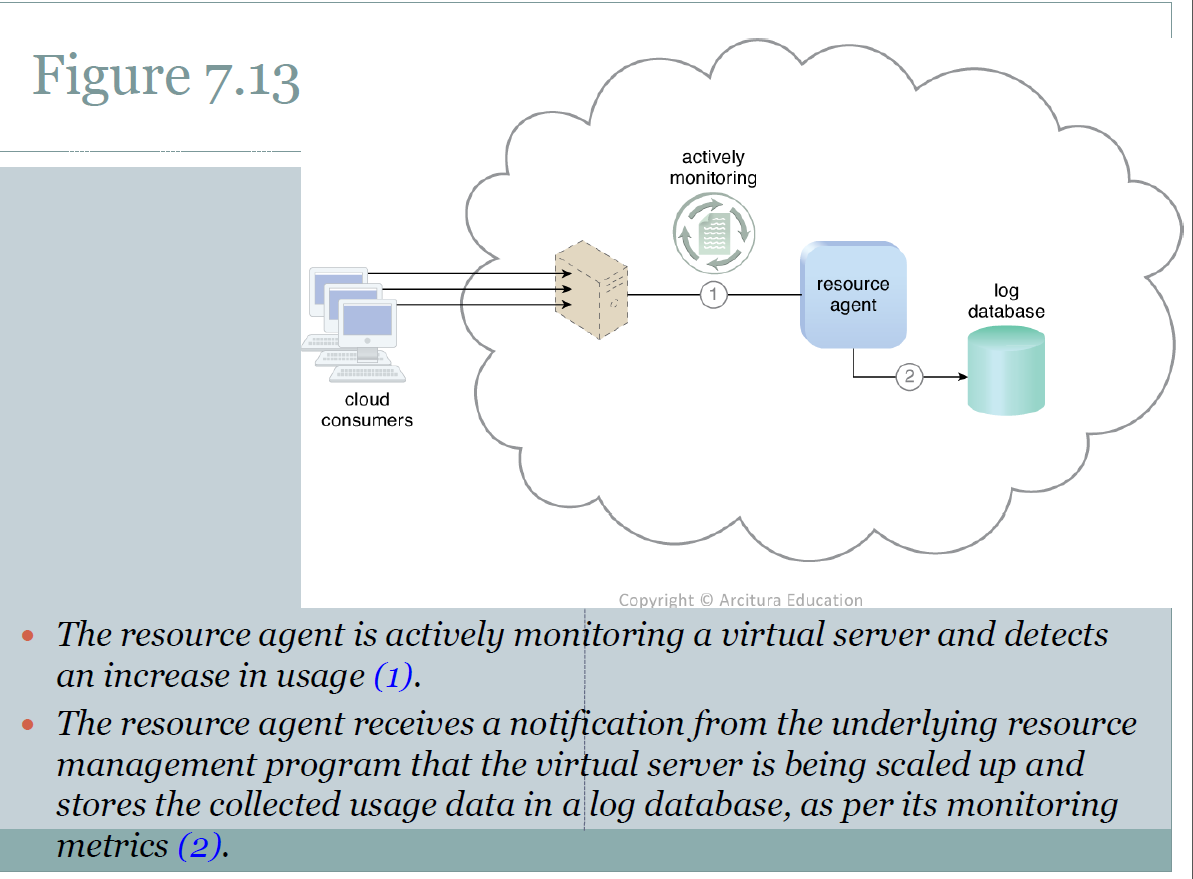 Figure 7.13
actively
monitoring
1
resource
agent
log
database
2
cloud
consumers
Copyright © Arcitura Education
• The resource agent is actively monitoring a virtual server and detects
an increase in usage (1).
• The resource agent receives a notification from the underlying resource
management program that the virtual server is being scaled up and
stores the collected usage data in a log database, as per its monitoring
metrics (2).